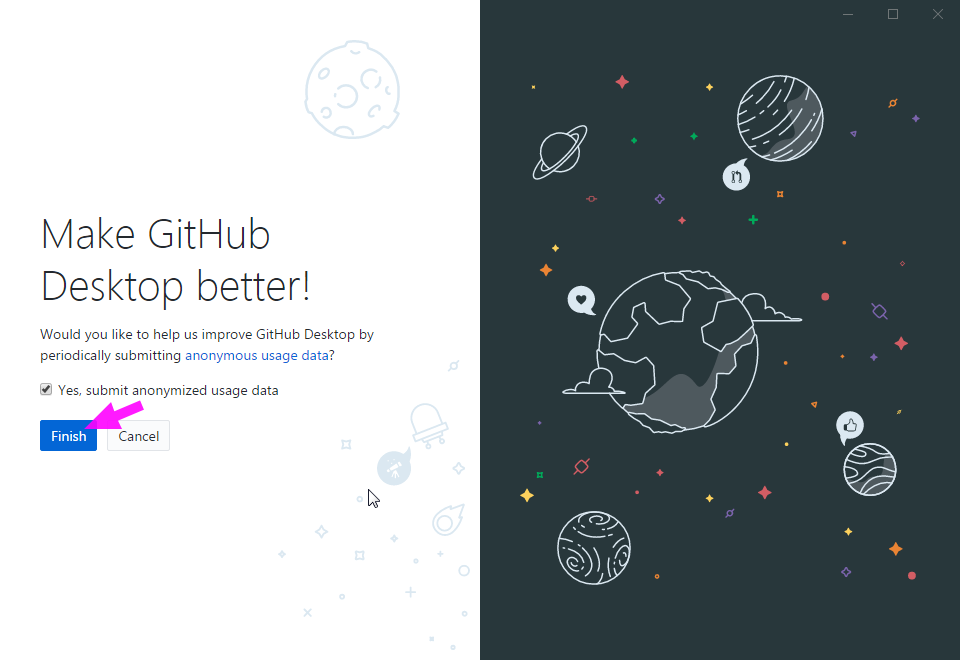 Make GitHub
Desktop better!
Would you like to help us improve GitHub Desktop by
periodically submitting anonymous usage data?
Yes, submit anonymized usage data
Finish
Cancel